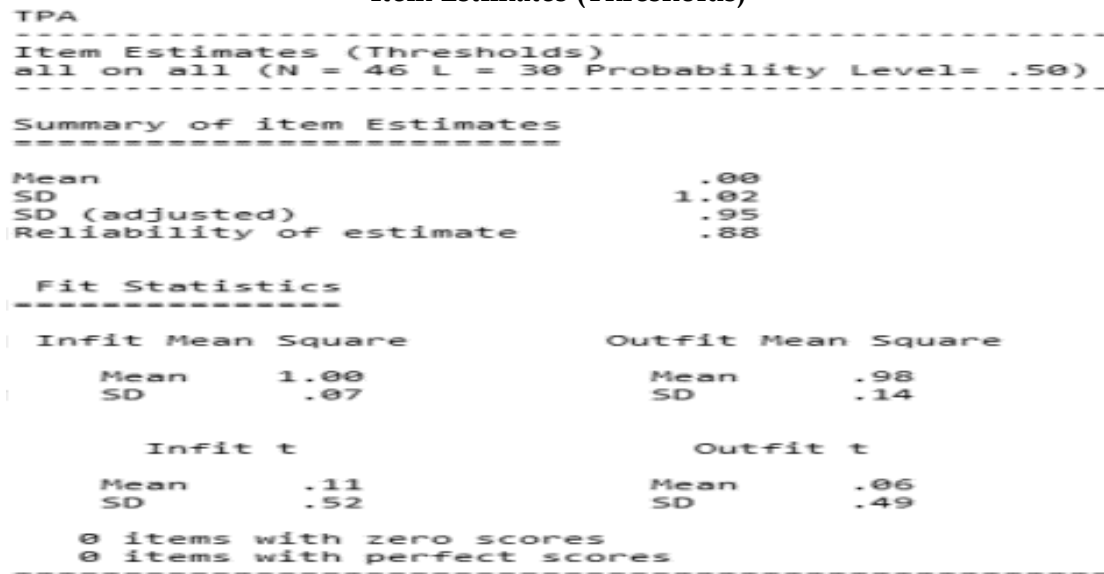 Item Estimates (Thresholds)
TPA
Item Estimates (Thresholds)
all on all (N = 46 L = 30 Probability Level= .50)
Summary of item Estimates
Mean .00
SD 1.02
SD (adjusted) .95
Reliability of estimate .88
Fit Statistics
Infit Mean Square Outfit Mean Square
Mean 1.00 Mean .98
SD .07 SD .14
Infit t Outfit t
Mean .11 Mean .06
SD .52 SD .49
0 items with zero scores
0 items with perfect scores